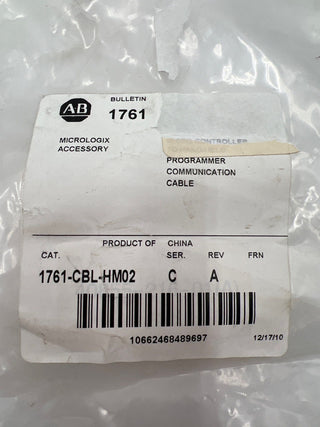 AB
BULLETIN
1761
MICROLOGIX
ACCESSORY
PROGRAMMER
COMMUNICATION
CABLE
PRODUCT OF CHINA
CAT. SER. REV FRN
1761-CBL-HM02 C A
10662468489697
12/17/10